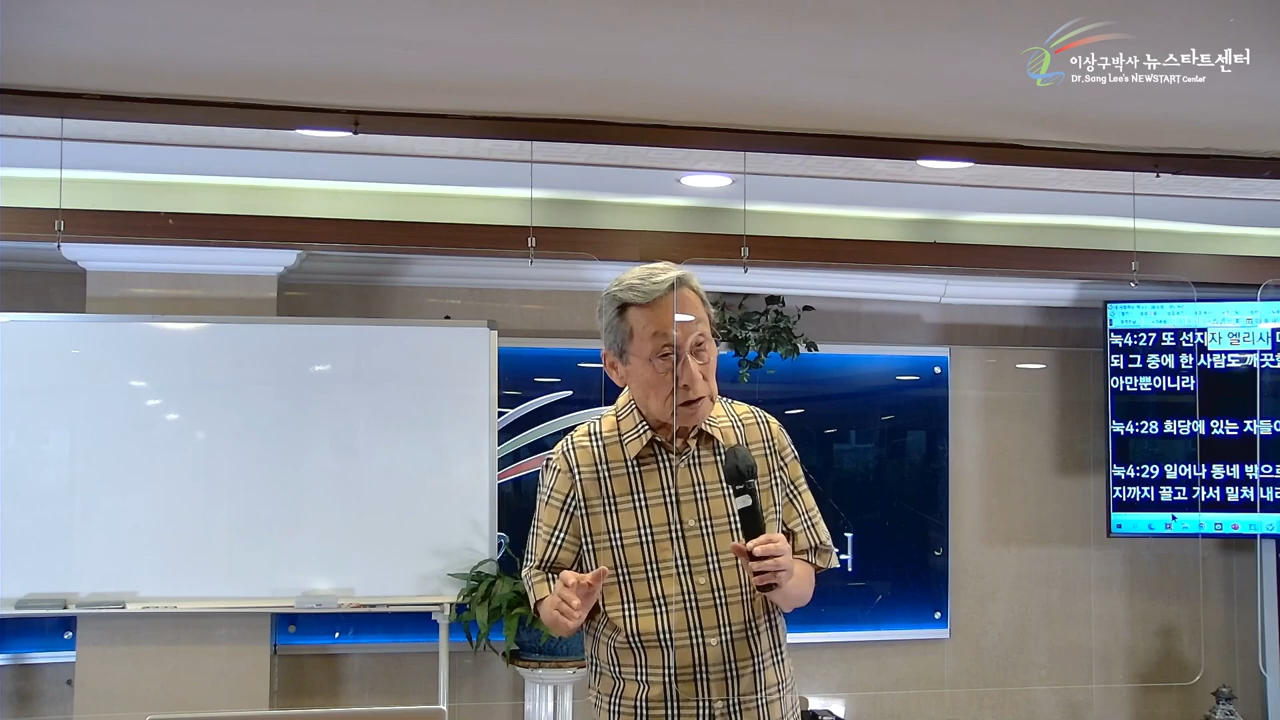 이상구박사 뉴스타트센터
Dr.Sang Lee's NEWSTART Center
눅4:27 또 선지자 엘리사
되 그 중에 한 사람도 깨끗
아만뿐이니라
눅4:28 회당에 있는 자들이
눅4:29 일어나 동네 밖으로
지까지 끌고 가서 밀쳐 내리